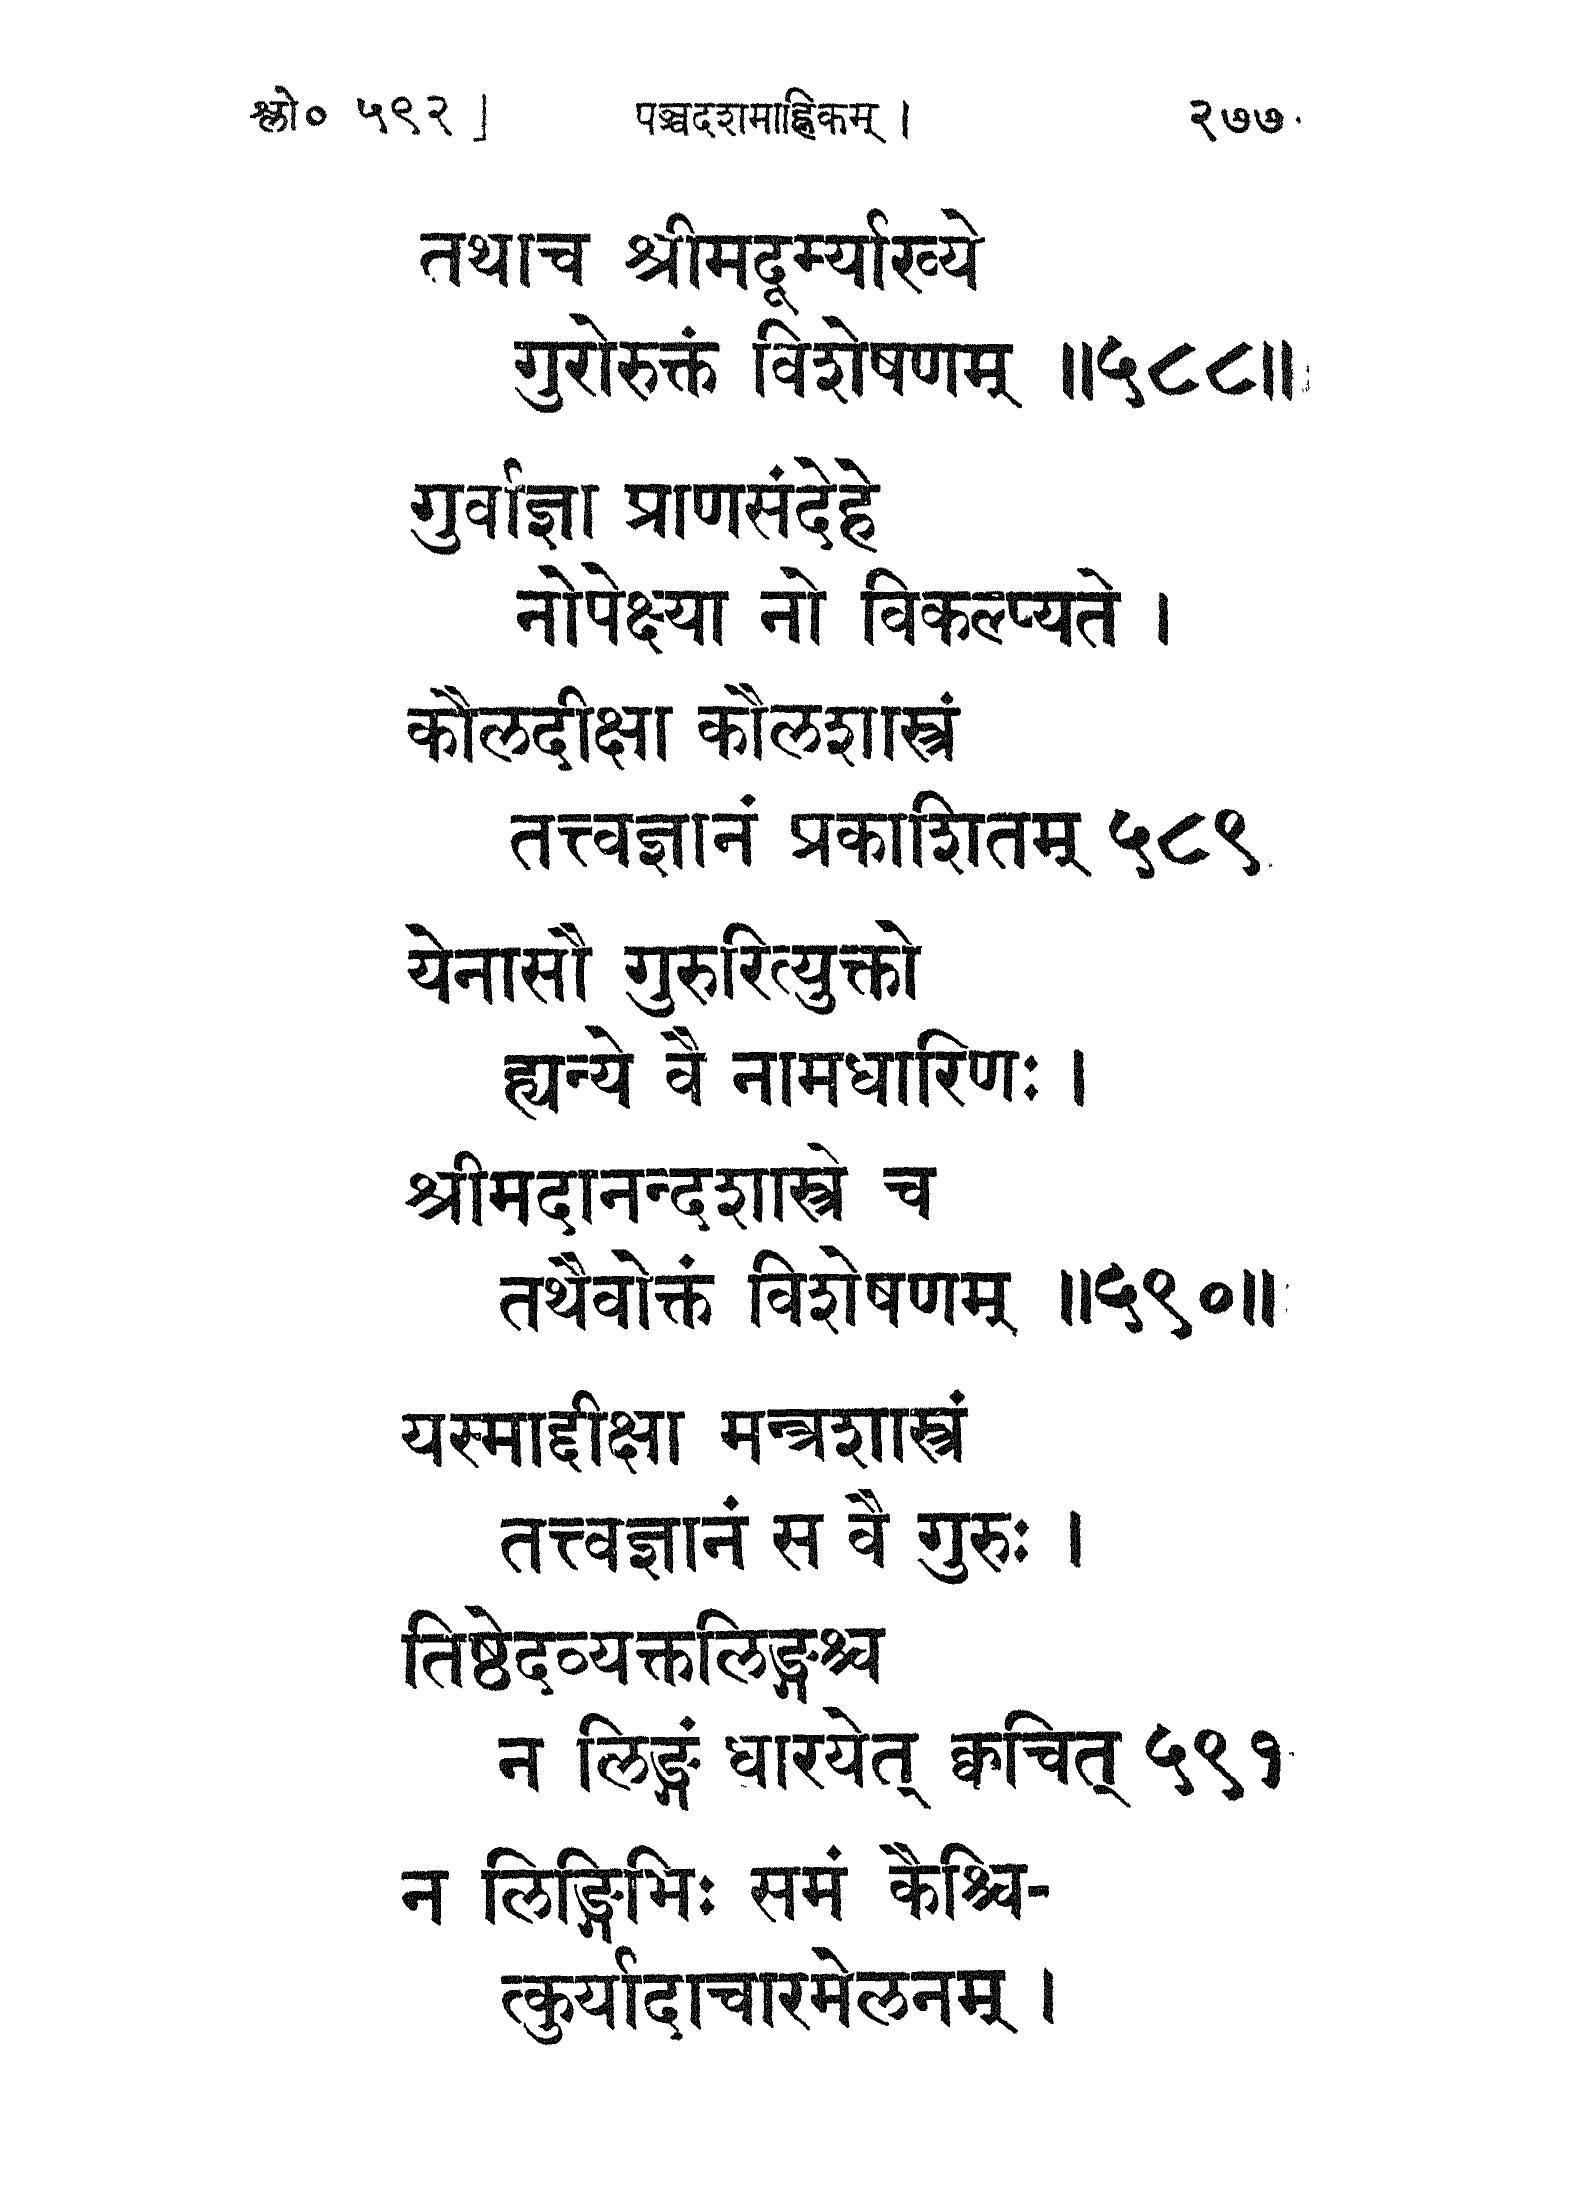 श्लो० ५९२] पञ्चदशमाह्निकम् । २७७
तथाच श्रीमदूर्म्याख्ये
गुरोरुक्तं विशेषणम् ॥५८८॥
गुर्वाज्ञा प्राणसंदेहे
नोपेक्ष्या नो विकल्प्यते ।
कौलदीक्षा कौलशास्त्रं
तत्त्वज्ञानं प्रकाशितम् ५८९
येनासौ गुरुरित्युक्तो
ह्यन्ये वै नामधारिणः ।
श्रीमदानन्दशास्त्रे च
तथैवोक्तं विशेषणम् ॥५९०॥
यस्माद्दीक्षा मन्त्रशास्त्रं
तत्त्वज्ञानं स वै गुरुः ।
तिष्ठेदव्यक्तलिङ्गश्च
न लिङ्गं धारयेत् क्वचित् ५९१
न लिङ्गिभिः समं कैश्चि-
त्कुर्यादाचारमेलनम् ।